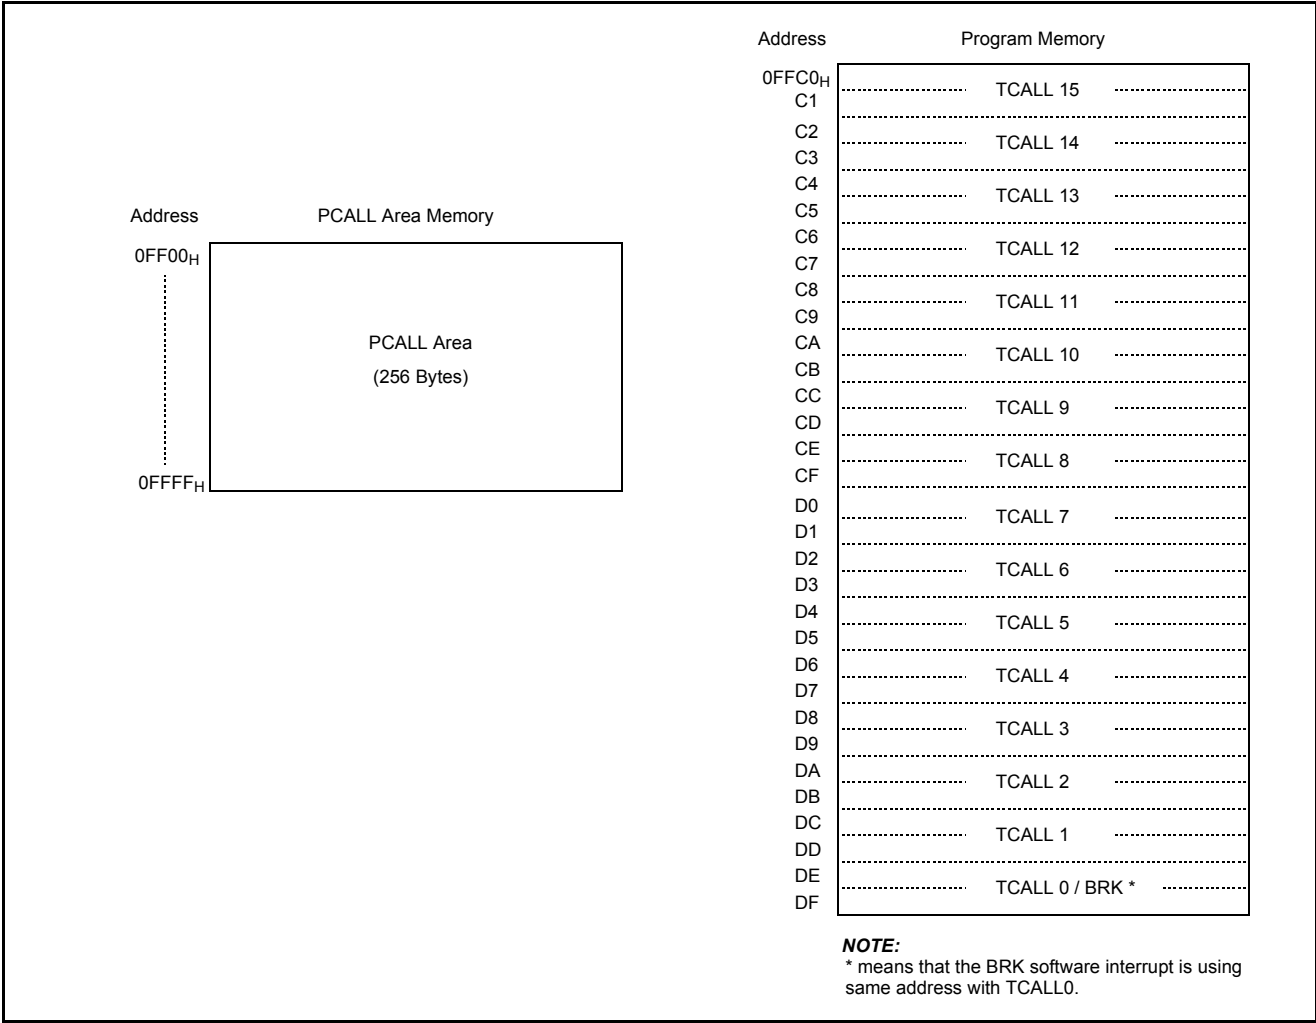 Address PCALL Area Memory
0FF00H
PCALL Area
(256 Bytes)
0FFFFH
Address Program Memory
0FFC0H
TCALL 15
C1
C2
TCALL 14
C3
C4
TCALL 13
C5
C6
TCALL 12
C7
C8
TCALL 11
C9
CA
TCALL 10
CB
CC
TCALL 9
CD
CE
TCALL 8
CF
D0
TCALL 7
D1
D2
TCALL 6
D3
D4
TCALL 5
D5
D6
TCALL 4
D7
D8
TCALL 3
D9
DA
TCALL 2
DB
DC
TCALL 1
DD
DE
TCALL 0 / BRK *
DF
NOTE:
* means that the BRK software interrupt is using
same address with TCALL0.